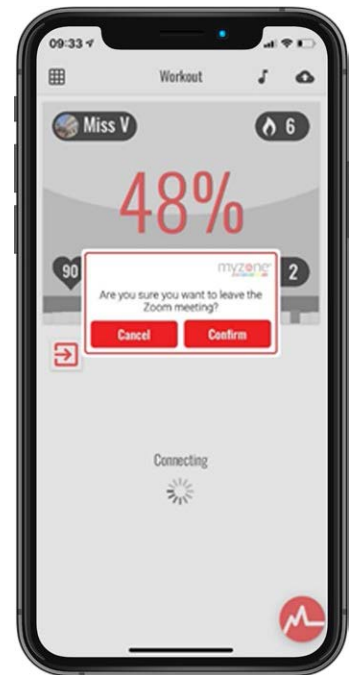 09:33
Workout
Miss V
6
48%
90
2
myzone
Are you sure you want to leave the
Zoom meeting?
Cancel
Confirm
Connecting